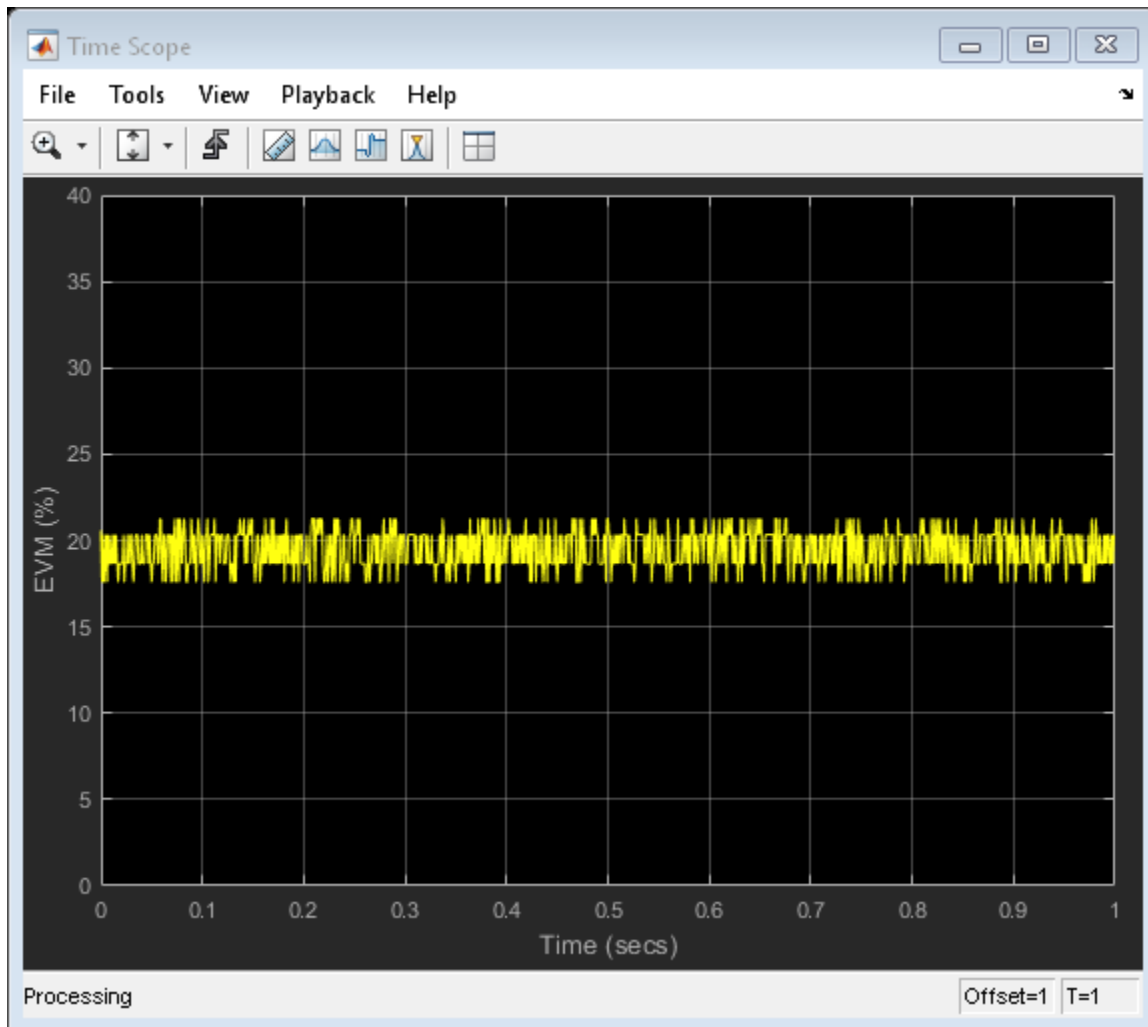 Time Scope
File Tools View Playback Help
40
35
30
25
20
15
10
5
0
EVM (%)
0 0.1 0.2 0.3 0.4 0.5 0.6 0.7 0.8 0.9 1
Time (secs)
Processing Offset=1 T=1